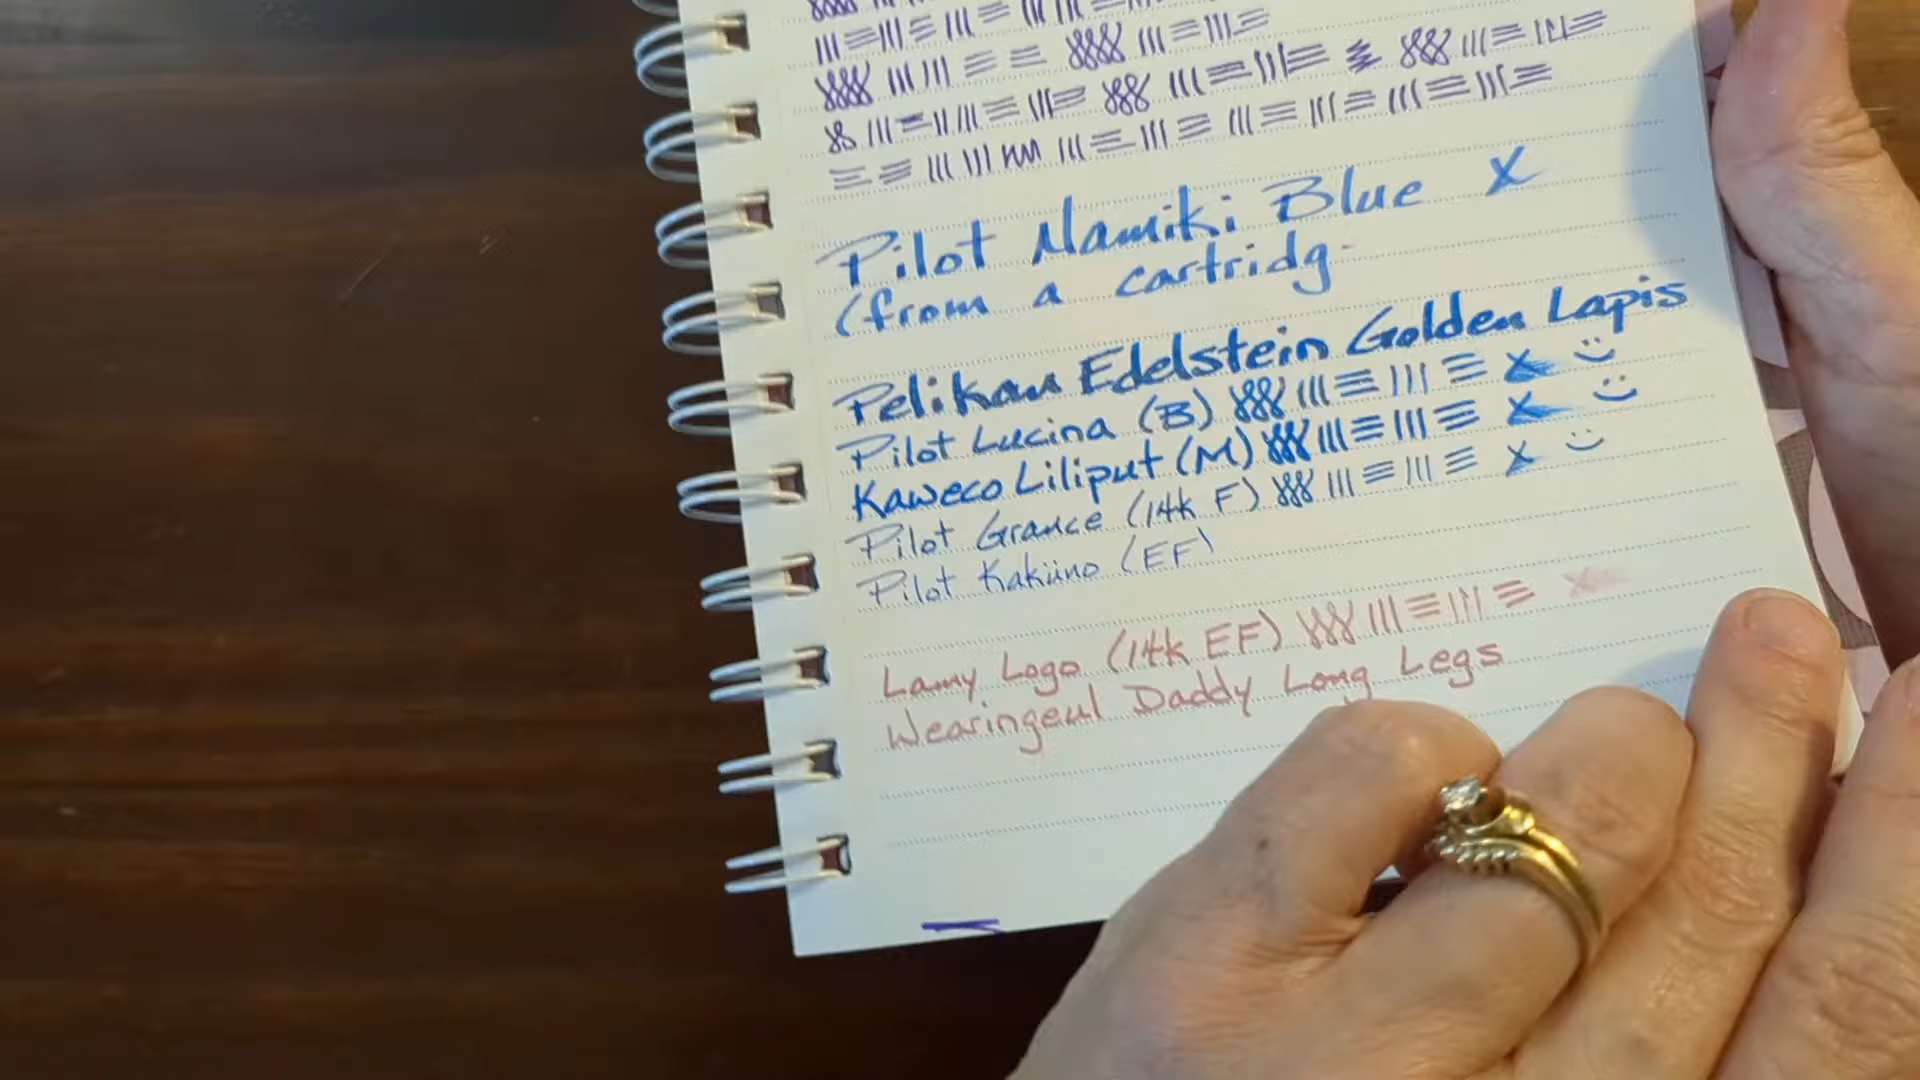 Pilot Namiki Blue X
(from a cartridg
Pelikan Edelstein Golden Lapis
Pilot Lucina (B)
Kaweco Liliput (M)
Pilot Grance (14k F)
Pilot Kaküno (EF)
Lamy Logo (14k EF)
Wearingeul Daddy Long Legs